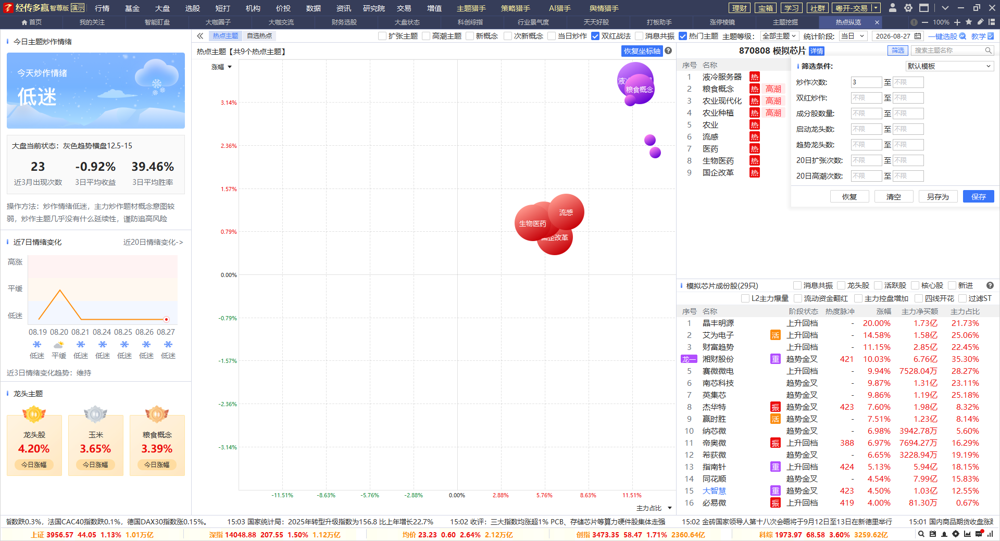 经传多赢 智尊版 演示 行情 基金 大盘 选股 短打 机构 价投 数据 资讯 研究院 交易 增值 主题猎手 策略猎手 AI猎手 舆情猎手 理财 宝箱 学习 社群 粤开-交易
首页 我的关注 智能盯盘 大咖圈子 大咖交流 财务选股 大盘状态 科创综指 行业景气度 天天好股 打板助手 涨停棱镜 主题挖掘 热点纵览 100%
今日主题炒作情绪
今天炒作情绪
低迷
大盘当前状态：灰色趋势横盘12.5-15
23 -0.92% 39.46%
近3月出现次数 3日平均收益 3日平均胜率
操作方法：炒作情绪低迷，主力炒作题材概念意图较
弱，炒作主题几乎没有什么延续性，谨防追高风险
近7日情绪变化 近20日情绪变化->
高涨
平缓
低迷
08.19 08.20 08.21 08.24 08.25 08.26 08.27
低迷 平缓 低迷 低迷 低迷 低迷 低迷
近3日情绪变化趋势：维持
龙头主题
龙头股 玉米 粮食概念
4.20% 3.65% 3.39%
今日涨幅 今日涨幅 今日涨幅
热点主题 自选热点 扩张主题 高潮主题 新概念 次新概念 当日炒作 双红战法 消息共振 热门主题 主题等级： 全部主题 统计阶段: 当日 2026-08-27 一键选股 教学
热点主题【共9个热点主题】 恢复坐标轴
涨幅
3.14%
2.36%
1.57%
0.79%
0.00%
-0.79%
-1.57%
-2.36%
-3.14%
粮食概念
流感
生物医药
国企改革
-11.51% -8.63% -5.76% -2.88% 0.00% 2.88% 5.76% 8.63% 11.51%
主力占比
870808 模拟芯片 详情 筛选 搜索主题名称
序号 名称
1 液冷服务器 热
2 粮食概念 热 高潮
3 农业现代化 热 高潮
4 农业种植 热 高潮
5 农业 热
6 流感 热
7 医药 热
8 生物医药 热
9 国企改革 热
筛选条件: 默认模板
炒作次数: 3 至 不限
双红炒作: 不限 至 不限
成分股数量: 不限 至 不限
启动龙头数: 不限 至 不限
趋势龙头数: 不限 至 不限
20日扩张次数: 不限 至 不限
20日高潮次数: 不限 至 不限
恢复 清空 另存为 保存
模拟芯片成份股(29只) 消息共振 龙头股 活跃股 核心股 新进
L2主力爆量 流动资金翻红 主力控盘增加 四线开花 过滤ST
序号 名称 阶段状态 热度脉冲 涨幅 主力净买额 主力占比
1 晶丰明源 上升回档 - 20.00% 1.73亿 21.73%
2 艾为电子 活 上升回档 - 14.58% 1.58亿 25.06%
3 财富趋势 上升回档 - 11.15% 2.85亿 22.45%
龙一 湘财股份 重 趋势金叉 421 10.03% 6.76亿 35.30%
5 赛微微电 上升回档 - 9.94% 7528.04万 28.27%
6 南芯科技 趋势金叉 - 9.87% 1.31亿 23.11%
7 英集芯 趋势金叉 - 9.86% 1.19亿 25.18%
8 杰华特 振 趋势金叉 423 7.60% 1.98亿 8.32%
9 赢时胜 活 趋势金叉 - 7.51% 1.23亿 8.14%
10 纳芯微 趋势金叉 - 6.98% 3942.78万 5.60%
11 帝奥微 振 上升回档 388 6.97% 7694.27万 16.29%
12 希荻微 趋势金叉 - 6.65% 3228.94万 19.19%
13 指南针 重 上升回档 424 5.13% 5.94亿 18.15%
14 同花顺 趋势金叉 - 4.54% 7.99亿 15.83%
15 大智慧 重 趋势金叉 423 4.50% 1.03亿 12.55%
16 必易微 振 上升回档 419 4.00% 81.30万 0.67%
指数跌0.3%，法国CAC40指数跌0.1%，德国DAX30指数涨0.15%。 15:03 国家统计局：2025年转型升级指数为156.8 比上年增长22.7% 15:02 收评：三大指数均涨超1% PCB、存储芯片等算力硬件股集体走强 15:02 金砖国家领导人第十八次会晤将于9月12日至13日在新德里举行 15:01 国内商品期货收盘涨跌
上证 3956.57 44.05 1.13% 1.01万亿 深指 14048.88 207.55 1.50% 1.12万亿 均价 23.23 0.60 2.64% 2.12万亿 创指 3473.35 58.47 1.71% 2360.64亿 科综 1973.97 68.58 3.60% 3259.62亿